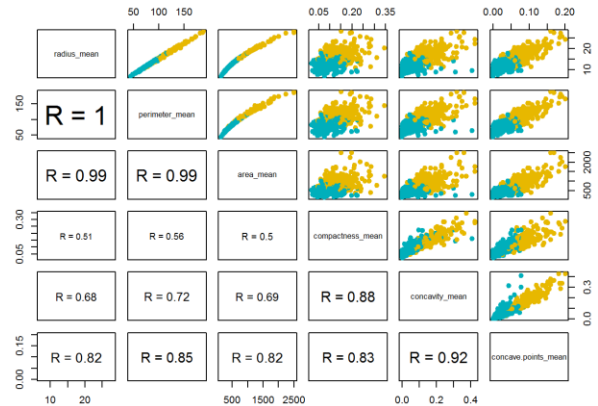 50 100 150
0.05 0.20 0.35
0.00 0.10 0.20
radius_mean
10 20
50 150
R = 1
perimeter_mean
R = 0.99
R = 0.99
area_mean
500 2000
0.05 0.30
R = 0.51
R = 0.56
R = 0.5
compactness_mean
R = 0.68
R = 0.72
R = 0.69
R = 0.88
concavity_mean
0.0 0.3
0.00 0.15
R = 0.82
R = 0.85
R = 0.82
R = 0.83
R = 0.92
concave.points_mean
10 20
500 1500 2500
0.0 0.2 0.4